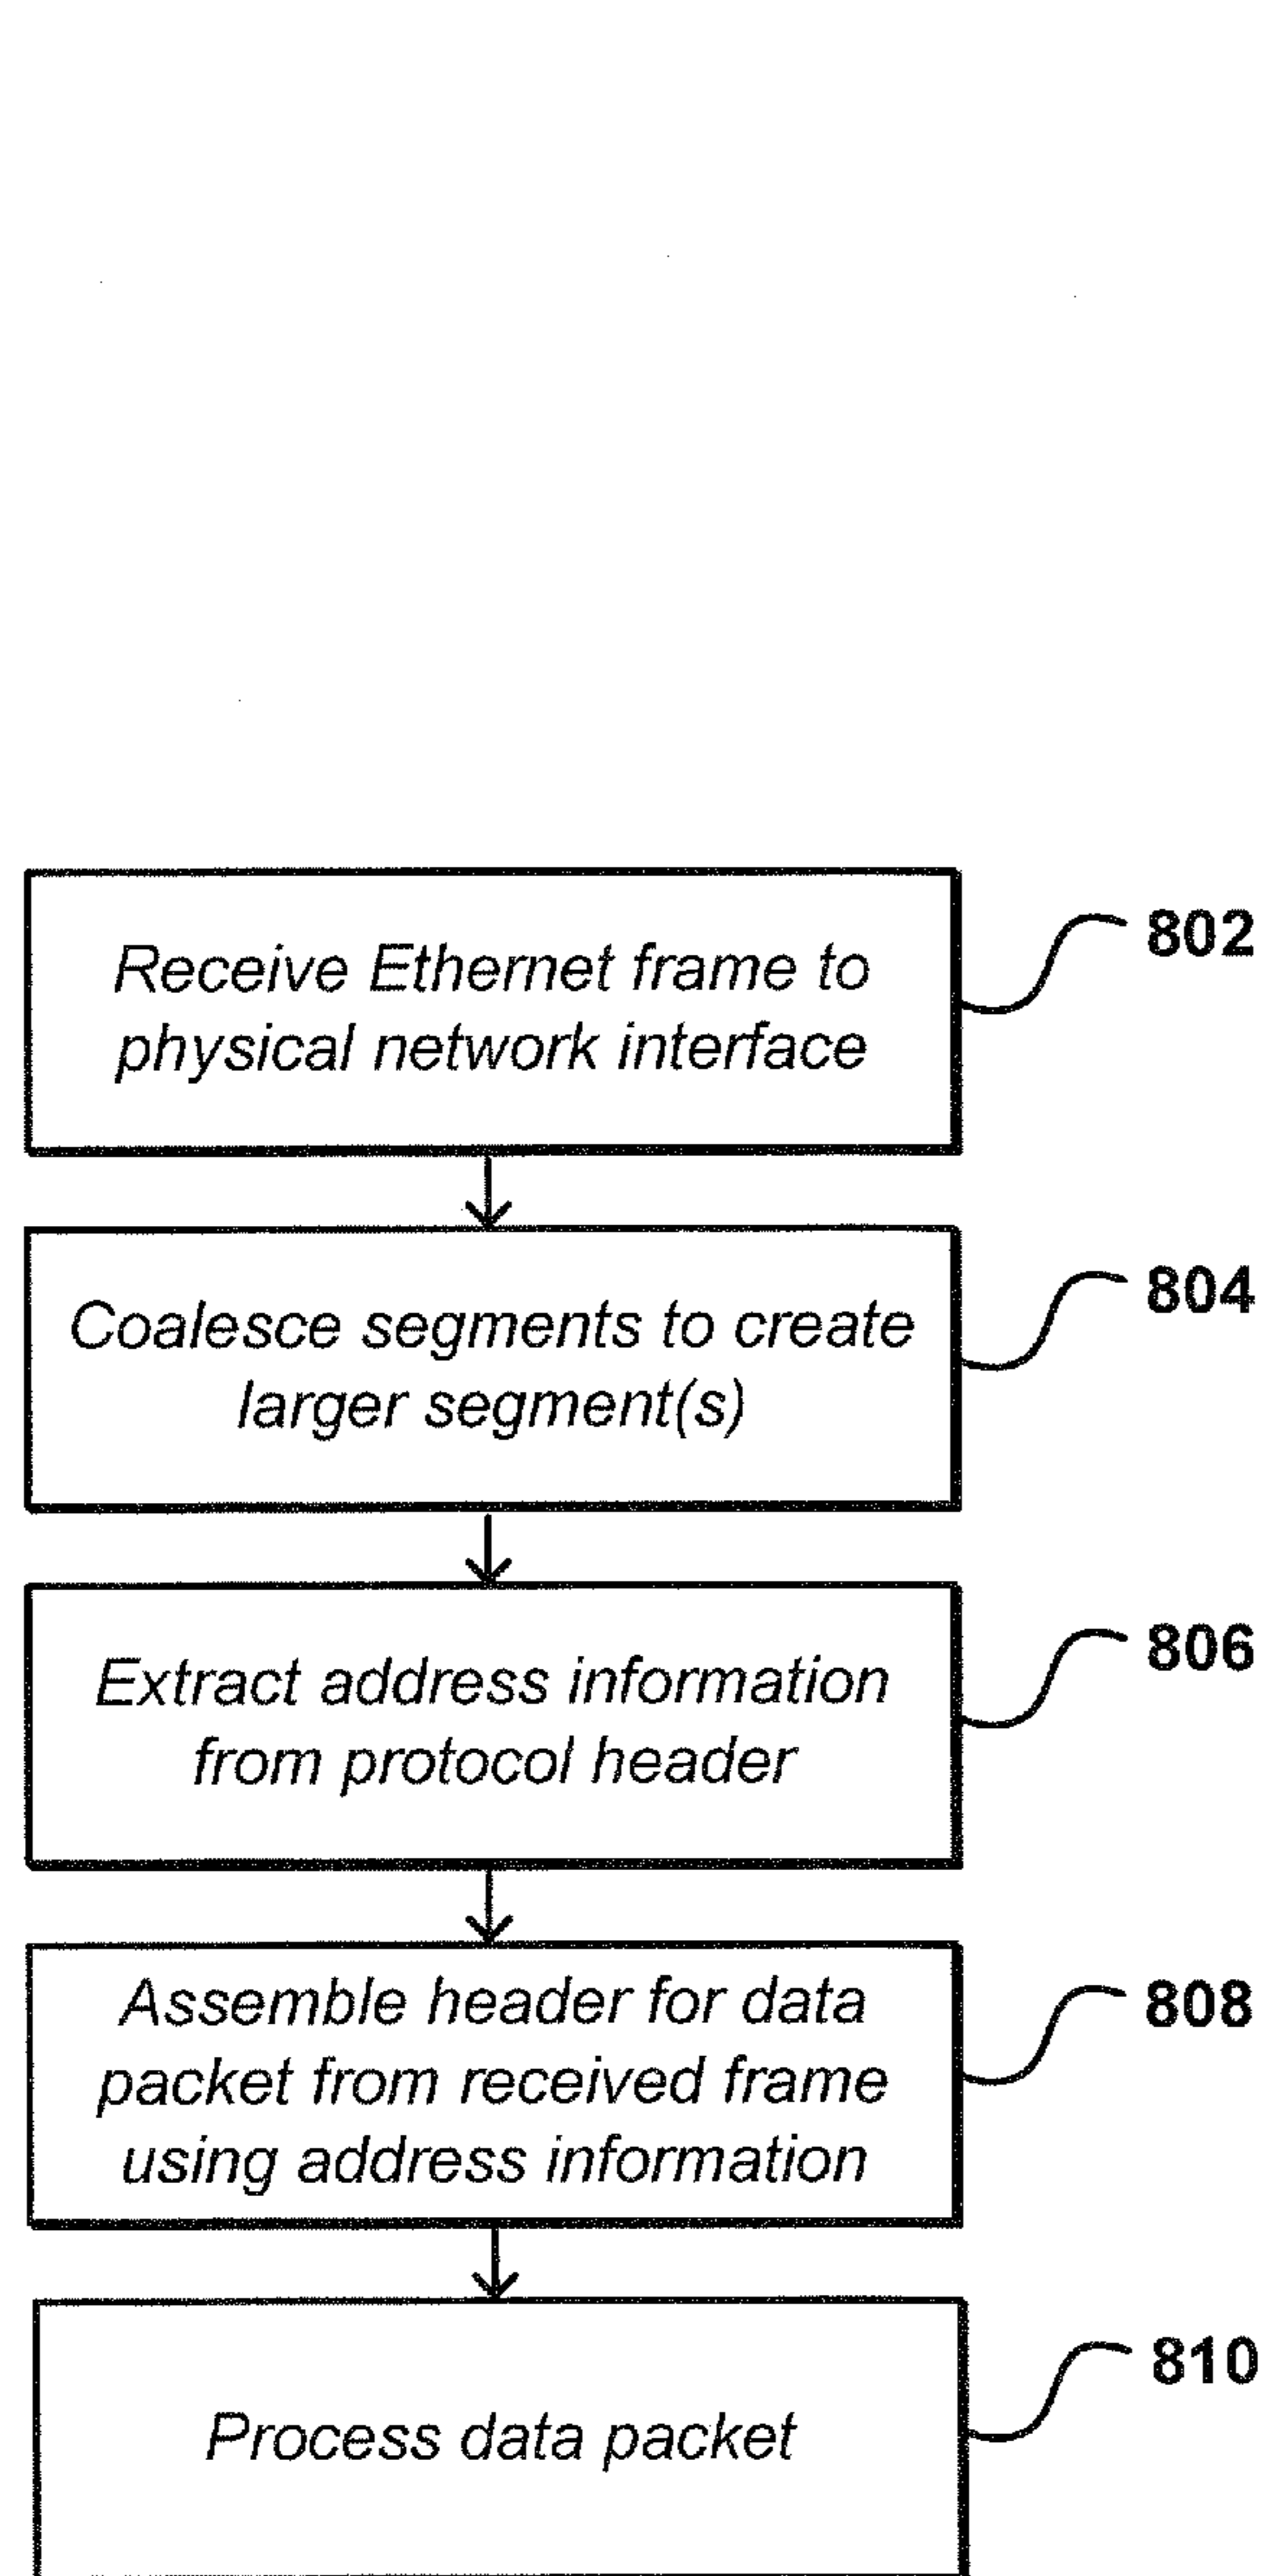 Receive Ethernet frame to
physical network interface
802
Coalesce segments to create
larger segment(s)
804
Extract address information
from protocol header
806
Assemble header for data
packet from received frame
using address information
808
Process data packet
810